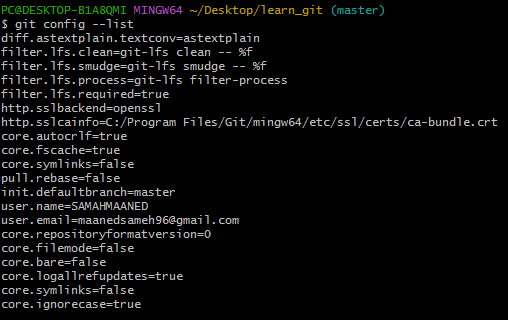 PC@DESKTOP-B1A8QMI MINGW64 ~/Desktop/learn_git (master)
$ git config --list
diff.astextplain.textconv=astextplain
filter.lfs.clean=git-lfs clean -- %f
filter.lfs.smudge=git-lfs smudge -- %f
filter.lfs.process=git-lfs filter-process
filter.lfs.required=true
http.sslbackend=openssl
http.sslcainfo=C:/Program Files/Git/mingw64/etc/ssl/certs/ca-bundle.crt
core.autocrlf=true
core.fscache=true
core.symlinks=false
pull.rebase=false
init.defaultbranch=master
user.name=SAMAHMAANED
user.email=maanedsameh96@gmail.com
core.repositoryformatversion=0
core.filemode=false
core.bare=false
core.logallrefupdates=true
core.symlinks=false
core.ignorecase=true